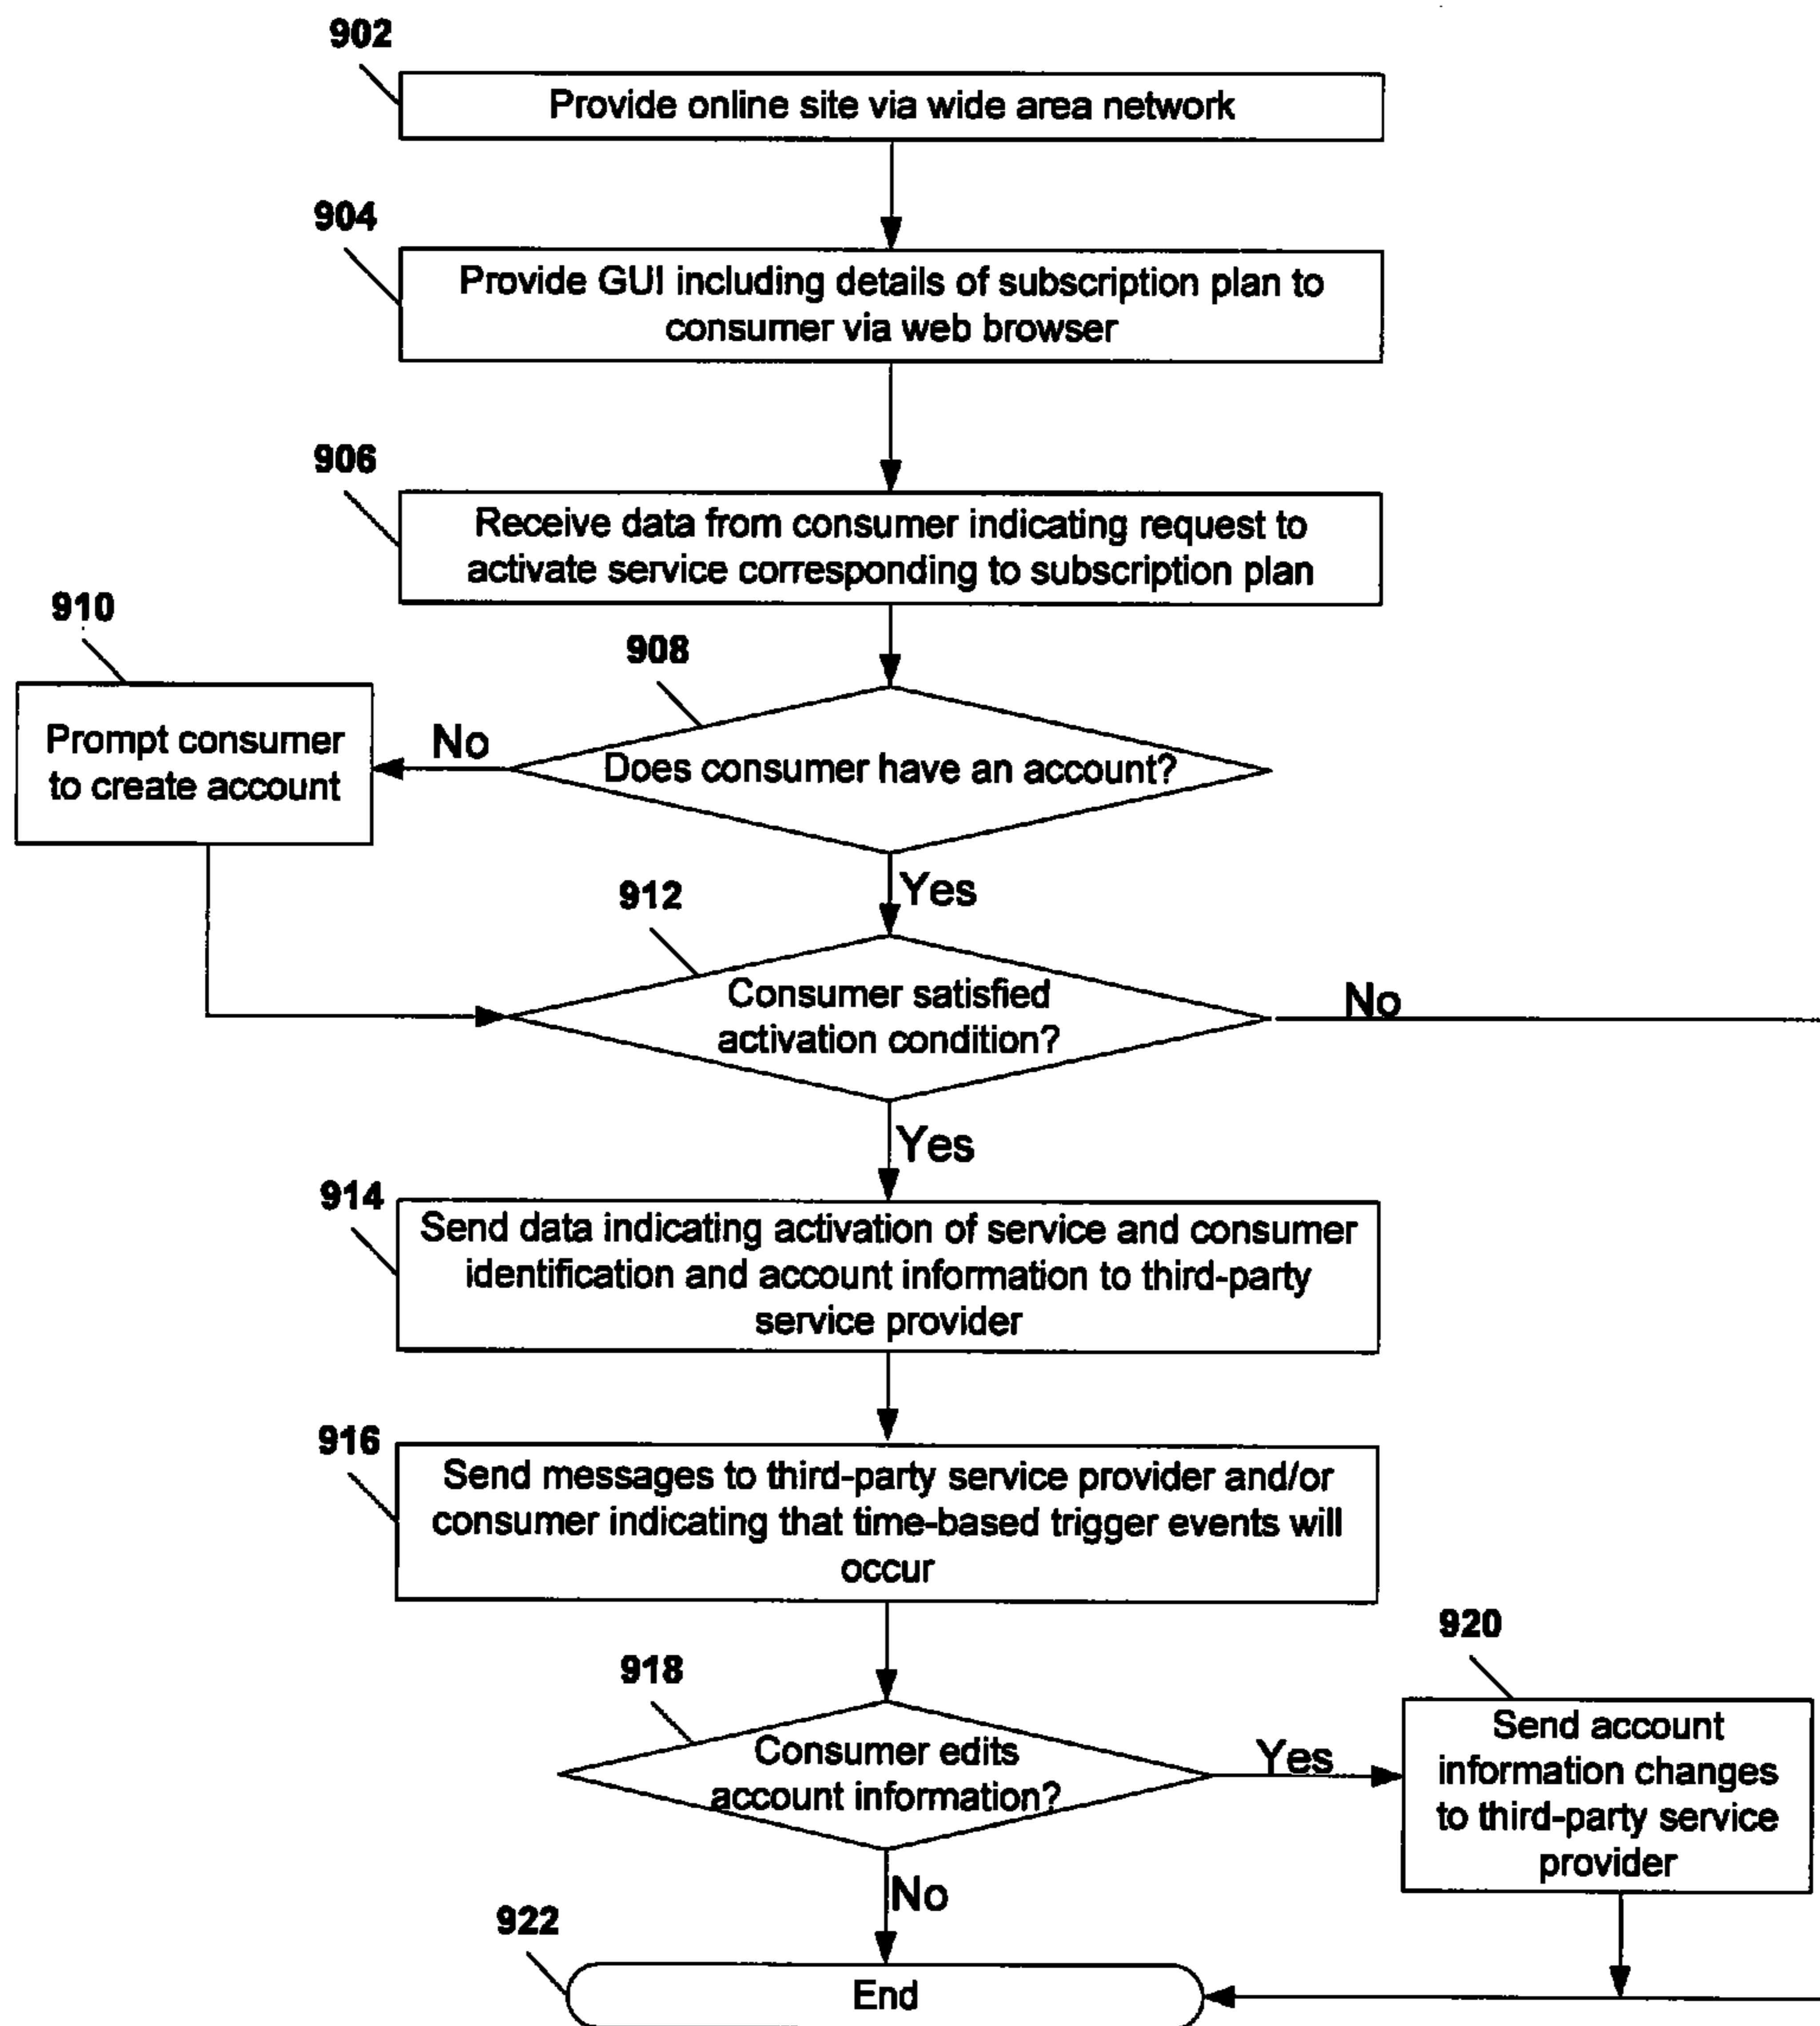 902
Provide online site via wide area network
904
Provide GUI including details of subscription plan to
consumer via web browser
906
Receive data from consumer indicating request to
activate service corresponding to subscription plan
910
908
Prompt consumer
to create account
No
Does consumer have an account?
Yes
912
Consumer satisfied
activation condition?
No
Yes
914
Send data indicating activation of service and consumer
identification and account information to third-party
service provider
916
Send messages to third-party service provider and/or
consumer indicating that time-based trigger events will
occur
918
Consumer edits
account information?
Yes
920
Send account
information changes
to third-party service
provider
No
922
End